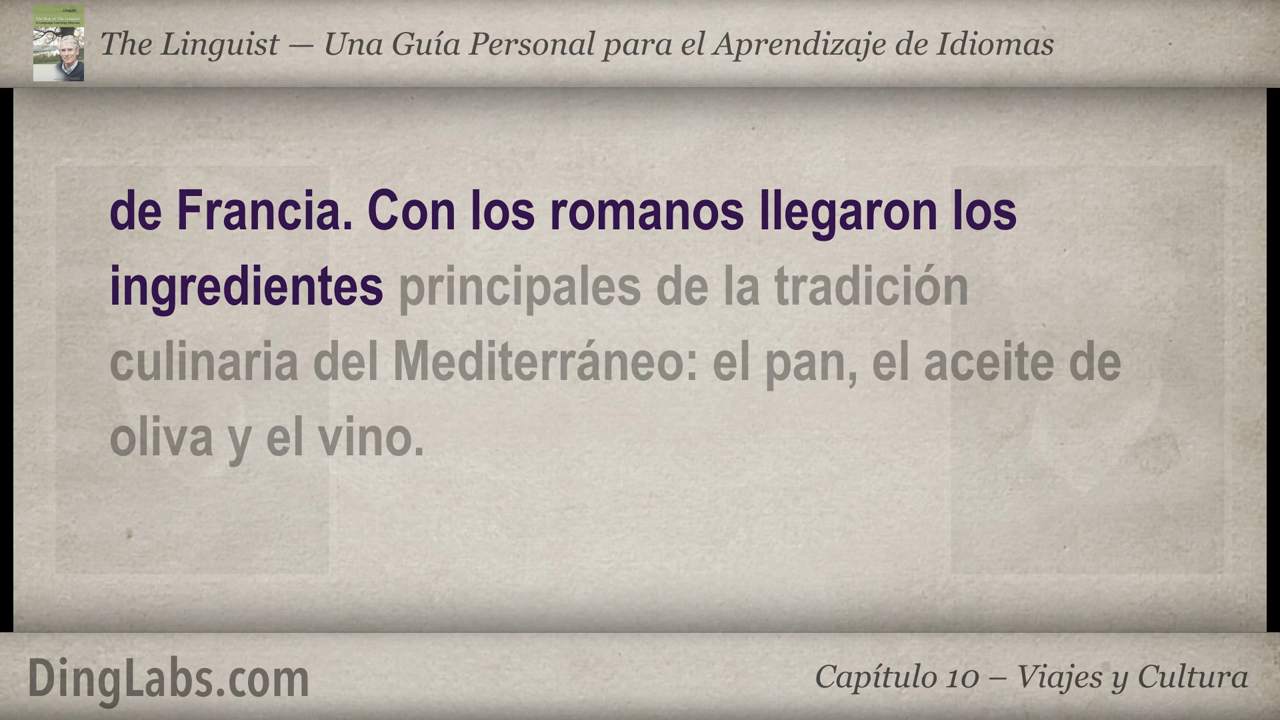 The Linguist — Una Guía Personal para el Aprendizaje de Idiomas
de Francia. Con los romanos llegaron los
ingredientes principales de la tradición
culinaria del Mediterráneo: el pan, el aceite de
oliva y el vino.
DingLabs.com
Capítulo 10 – Viajes y Cultura